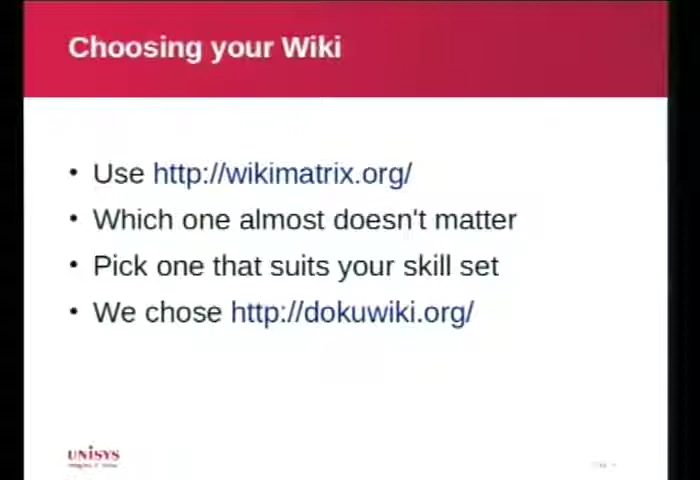 Choosing your Wiki
• Use http://wikimatrix.org/
• Which one almost doesn't matter
• Pick one that suits your skill set
• We chose http://dokuwiki.org/
UNISYS